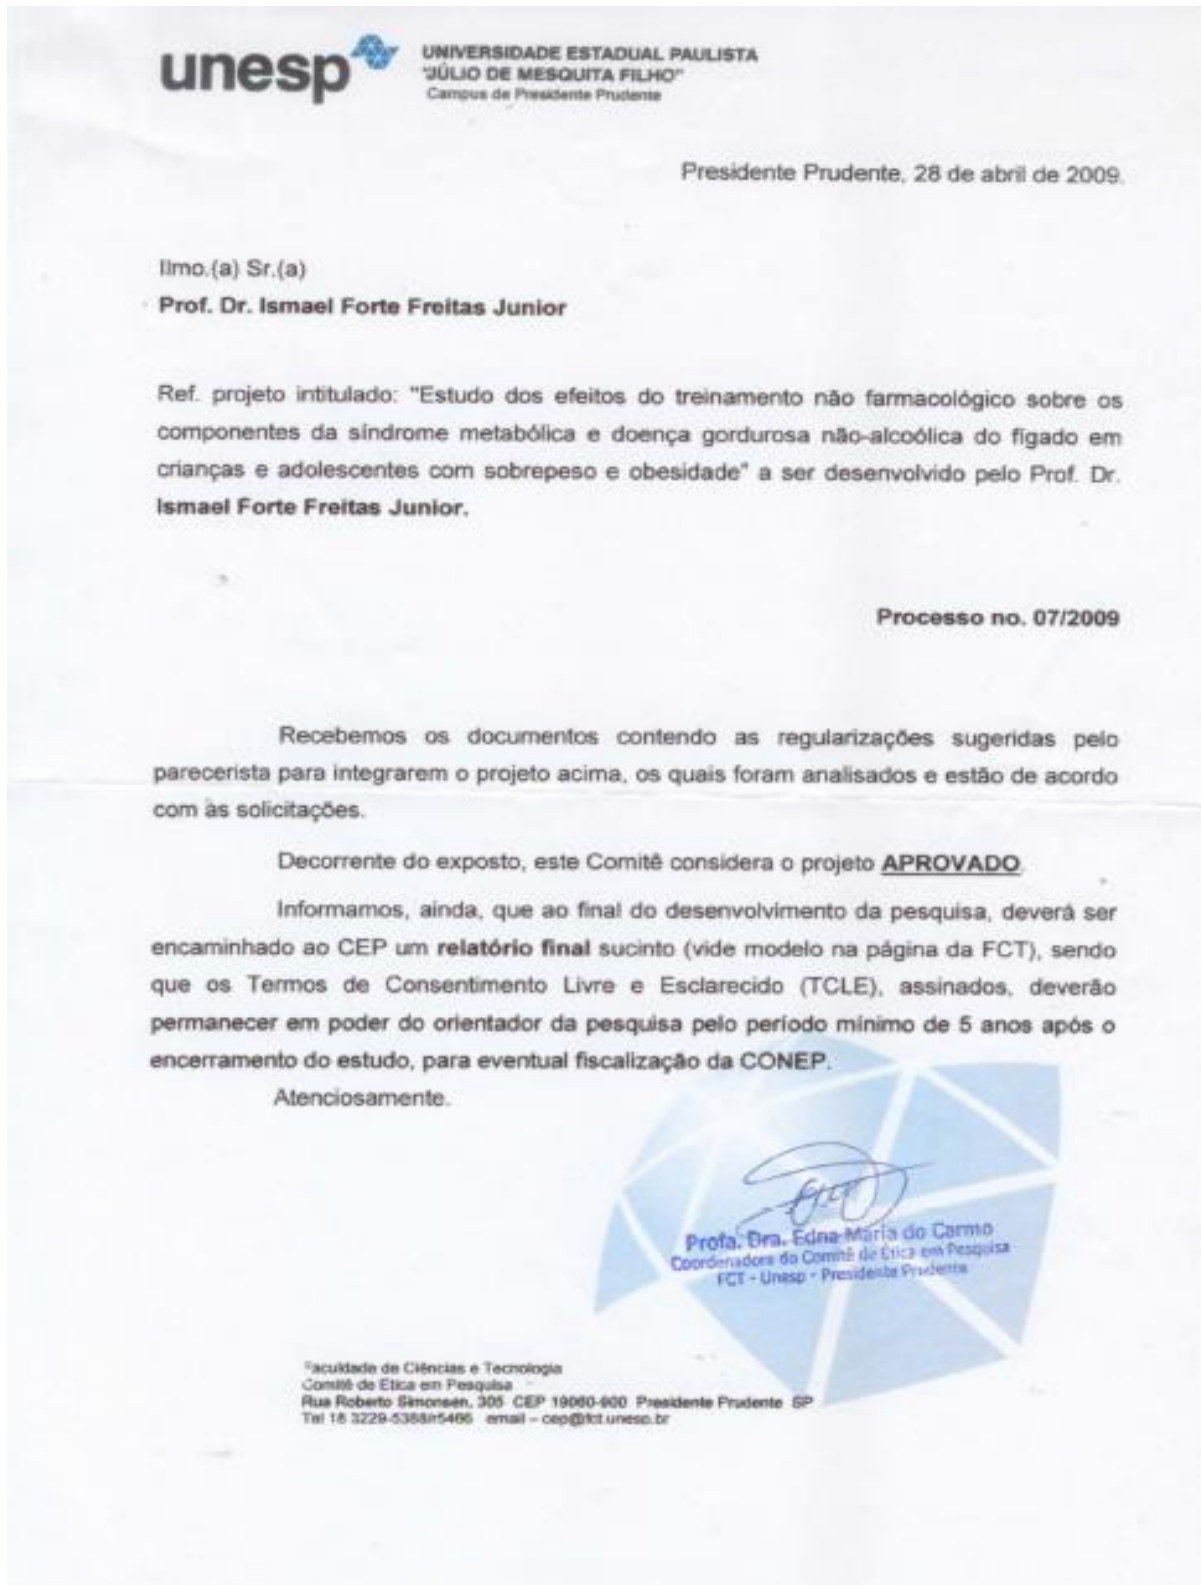 unesp
UNIVERSIDADE ESTADUAL PAULISTA
"JÚLIO DE MESQUITA FILHO"
Campus de Presidente Prudente
Presidente Prudente, 28 de abril de 2009.
Ilmo.(a) Sr.(a)
Prof. Dr. Ismael Forte Freitas Junior
Ref. projeto intitulado: "Estudo dos efeitos do treinamento não farmacológico sobre os
componentes da síndrome metabólica e doença gordurosa não-alcoólica do fígado em
crianças e adolescentes com sobrepeso e obesidade" a ser desenvolvido pelo Prof. Dr.
Ismael Forte Freitas Junior.
Processo no. 07/2009
Recebemos os documentos contendo as regularizações sugeridas pelo
parecerista para integrarem o projeto acima, os quais foram analisados e estão de acordo
com as solicitações.
Decorrente do exposto, este Comitê considera o projeto APROVADO.
Informamos, ainda, que ao final do desenvolvimento da pesquisa, deverá ser
encaminhado ao CEP um relatório final sucinto (vide modelo na página da FCT), sendo
que os Termos de Consentimento Livre e Esclarecido (TCLE), assinados, deverão
permanecer em poder do orientador da pesquisa pelo período mínimo de 5 anos após o
encerramento do estudo, para eventual fiscalização da CONEP.
Atenciosamente.
Profa. Dra. Edna Maria do Carmo
Coordenadora do Comitê de Ética em Pesquisa
FCT - Unesp - Presidente Prudente
Faculdade de Ciências e Tecnologia
Comitê de Ética em Pesquisa
Rua Roberto Simonsen, 305 CEP 19060-900 Presidente Prudente SP
Tel 18 3229-5388/r5466 email – cep@fct.unesp.br